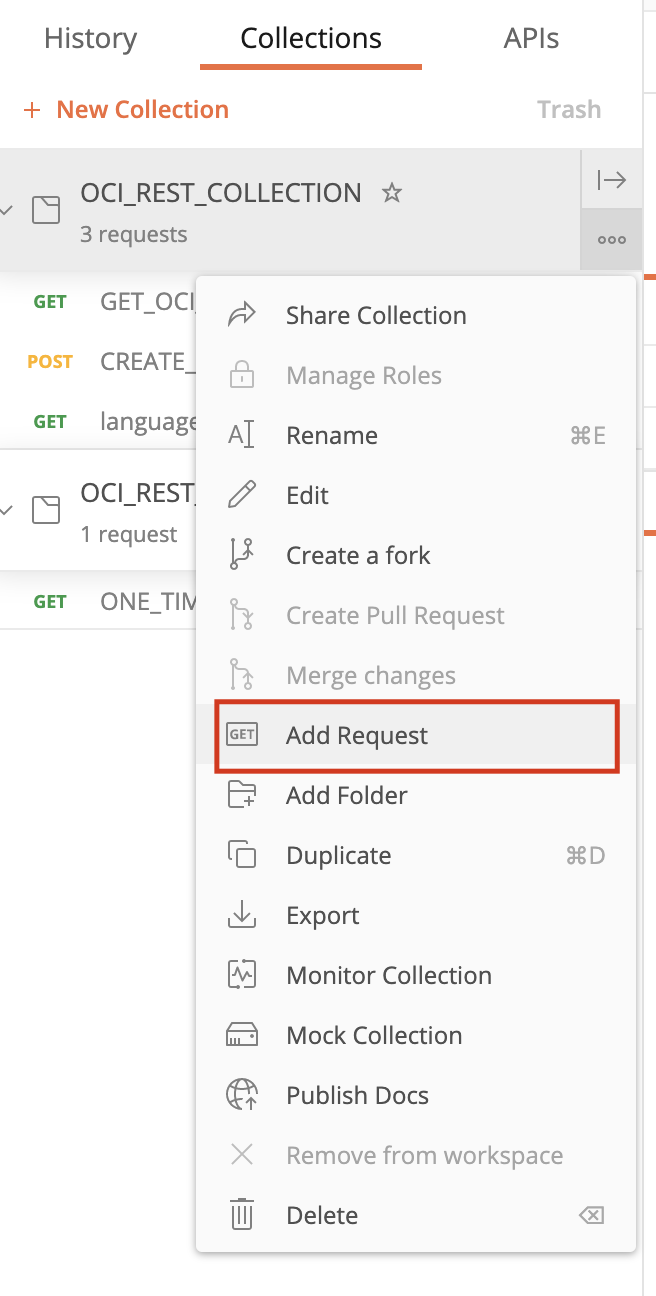 History Collections APIs
+ New Collection Trash
OCI_REST_COLLECTION
3 requests
GET GET_OCI
Share Collection
POST CREATE_
Manage Roles
GET language
Rename ⌘E
OCI_REST_
Edit
1 request
Create a fork
GET ONE_TIM
Create Pull Request
Merge changes
GET Add Request
Add Folder
Duplicate ⌘D
Export
Monitor Collection
Mock Collection
Publish Docs
Remove from workspace
Delete